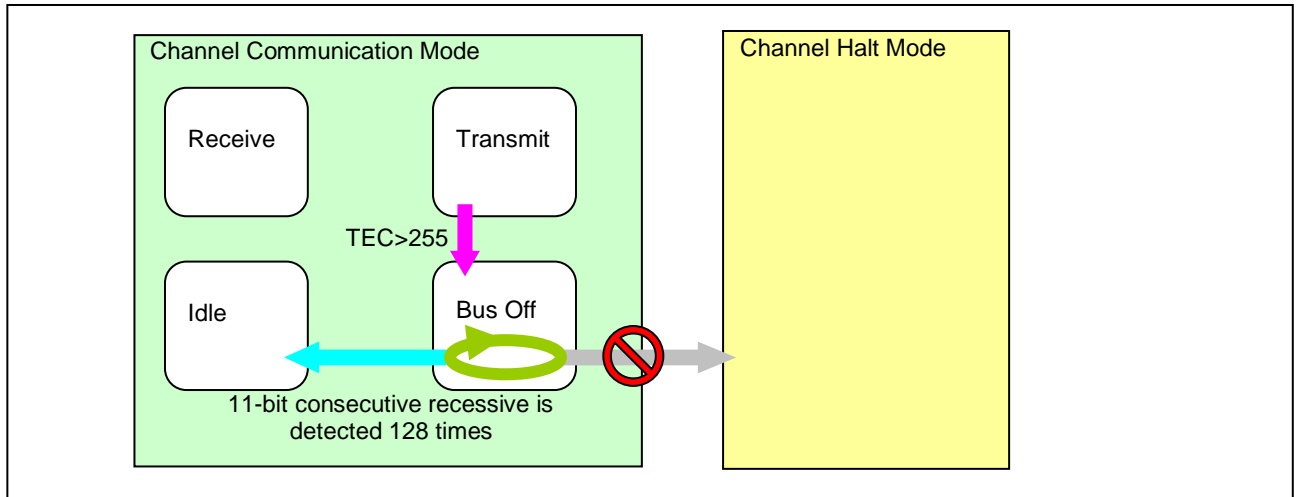 Channel Communication Mode
Channel Halt Mode
Receive
Transmit
TEC>255
Idle
Bus Off
11-bit consecutive recessive is
detected 128 times